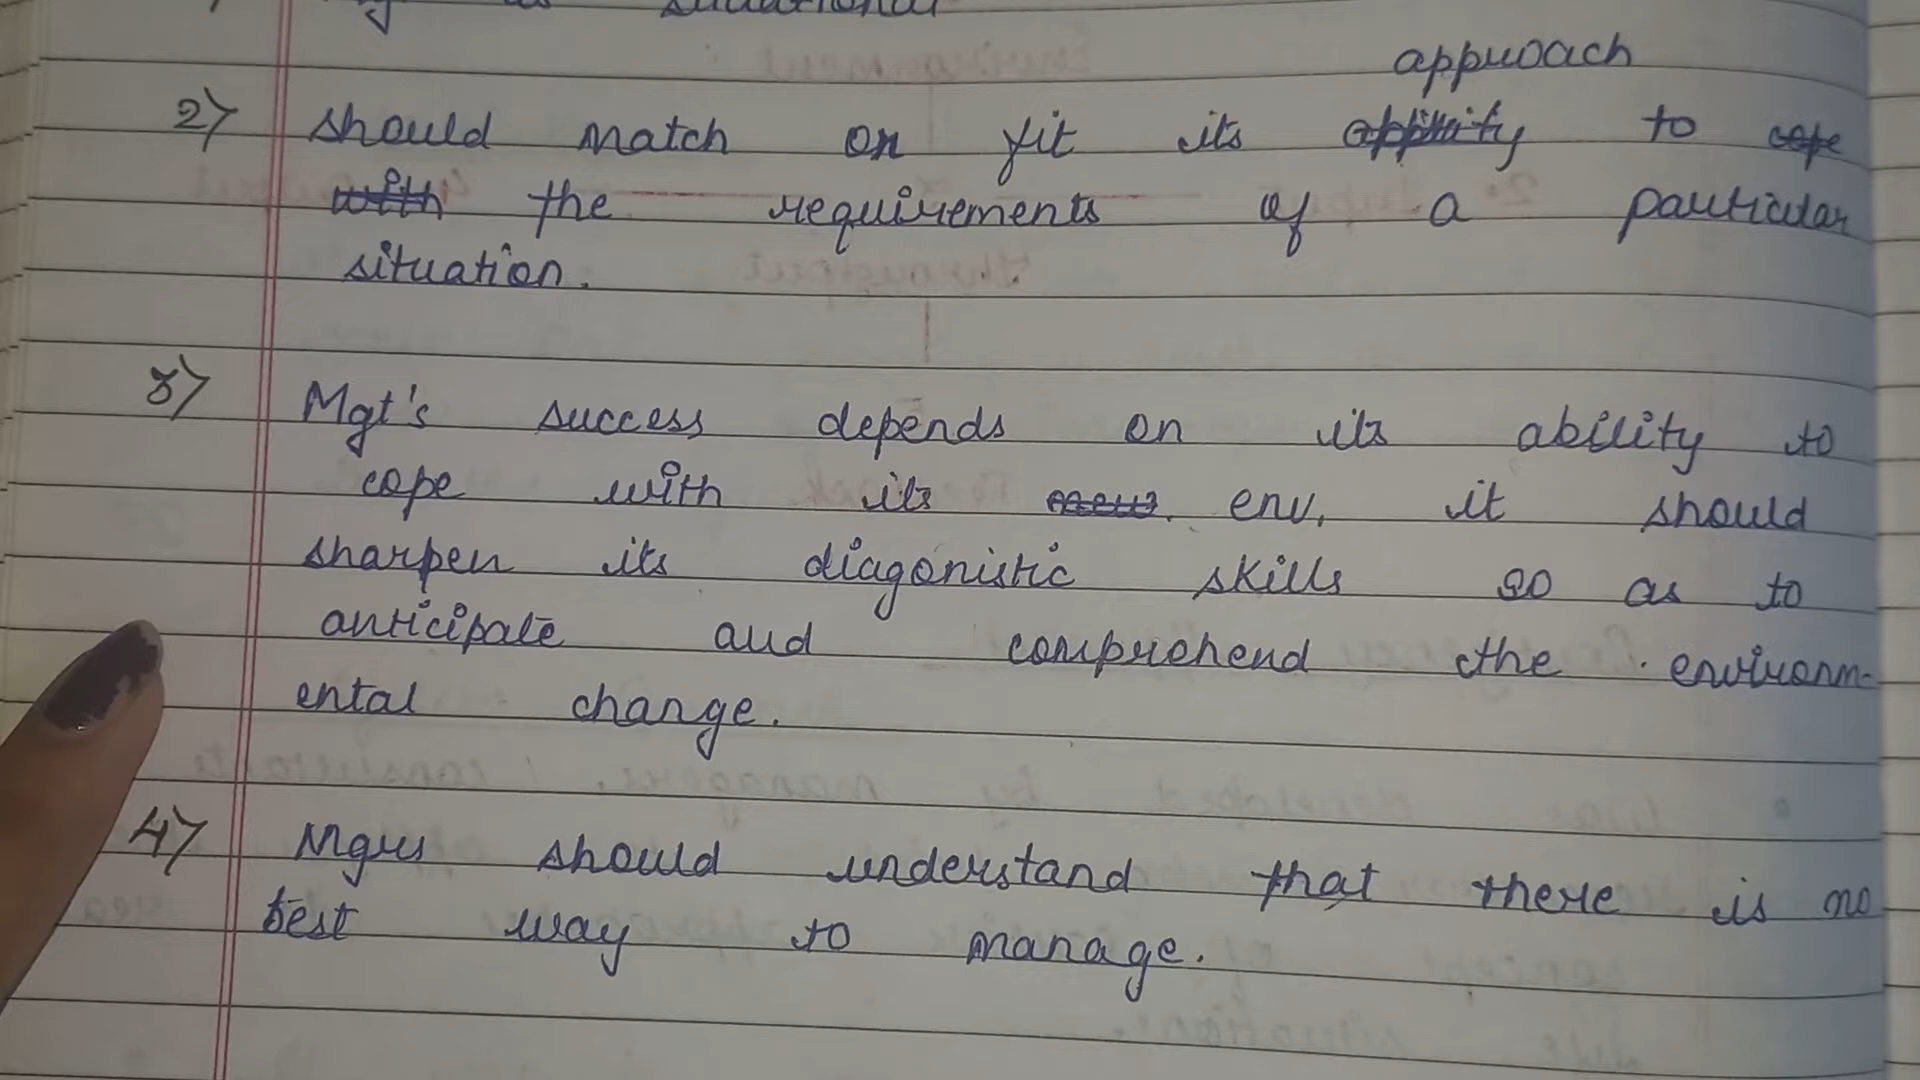 situational
approach
2) should match or fit its to
the requirements of a particular
situation.
3) Mgt's success depends on its ability to
cope with its env, it should
sharpen its diagonistic skills so as to
anticipate and comprehend the environm-
ental change.
4) Mgrs should understand that there is no
best way to manage.